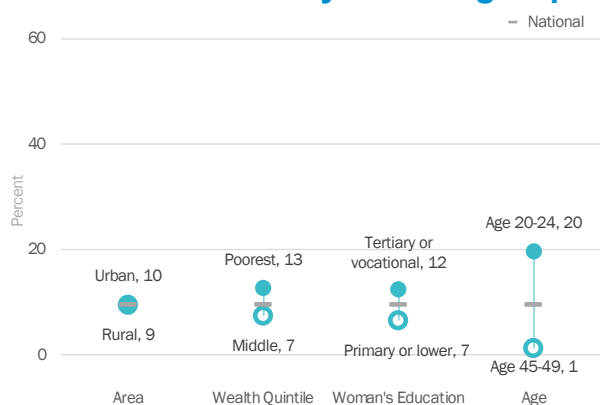 National
60
40
20
0
Percent
Urban, 10
Rural, 9
Poorest, 13
Middle, 7
Tertiary or
vocational, 12
Primary or lower, 7
Age 20-24, 20
Age 45-49, 1
Area
Wealth Quintile
Woman's Education
Age